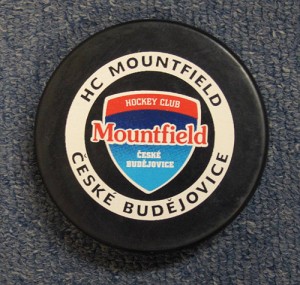 HC MOUNTFIELD
HOCKEY CLUB
Mountfield
ČESKÉ
BUDĚJOVICE
ČESKÉ BUDĚJOVICE